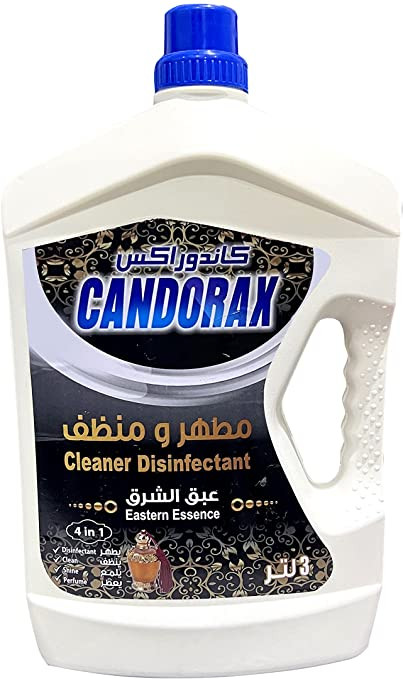 كاندوراكس
CANDORAX
مطهر و منظف
Cleaner Disinfectant
عبق الشرق
Eastern Essence
4 in 1
Disinfectant يطهر
Clean ينظف
Shine يلمع
Perfume يعطر
3 لتر